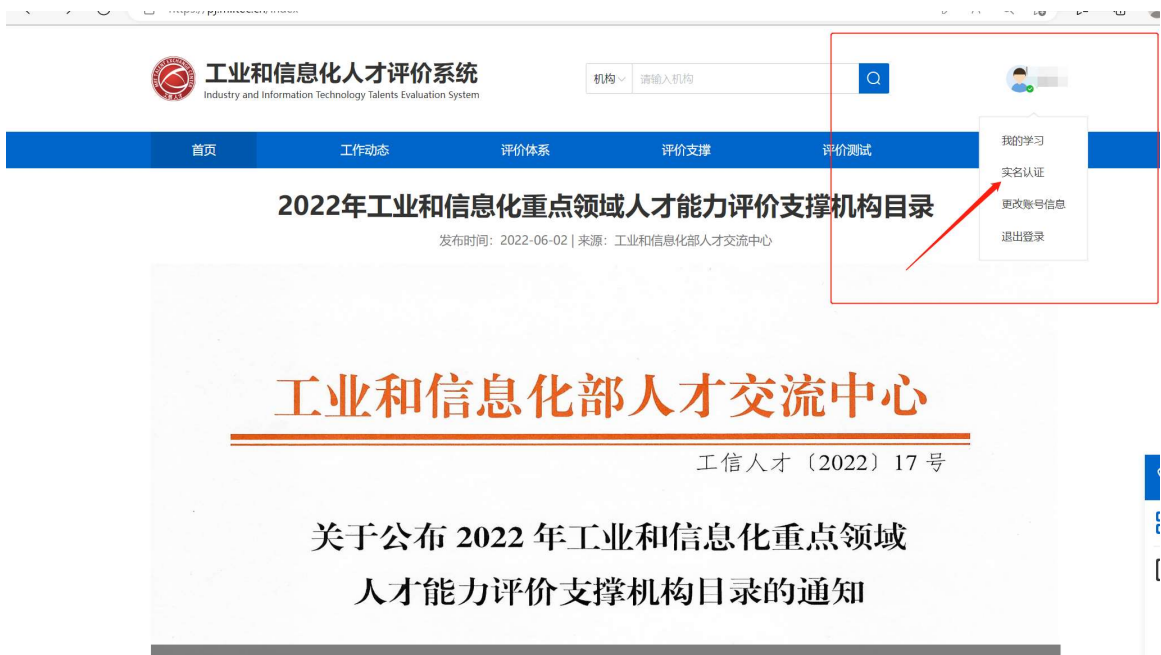 工业和信息化人才评价系统
Industry and Information Technology Talents Evaluation System
机构
请输入机构
首页
工作动态
评价体系
评价支撑
评价测试
我的学习
实名认证
更改账号信息
退出登录
2022年工业和信息化重点领域人才能力评价支撑机构目录
发布时间：2022-06-02 | 来源：工业和信息化部人才交流中心
工业和信息化部人才交流中心
工信人才〔2022〕17 号
关于公布 2022 年工业和信息化重点领域
人才能力评价支撑机构目录的通知